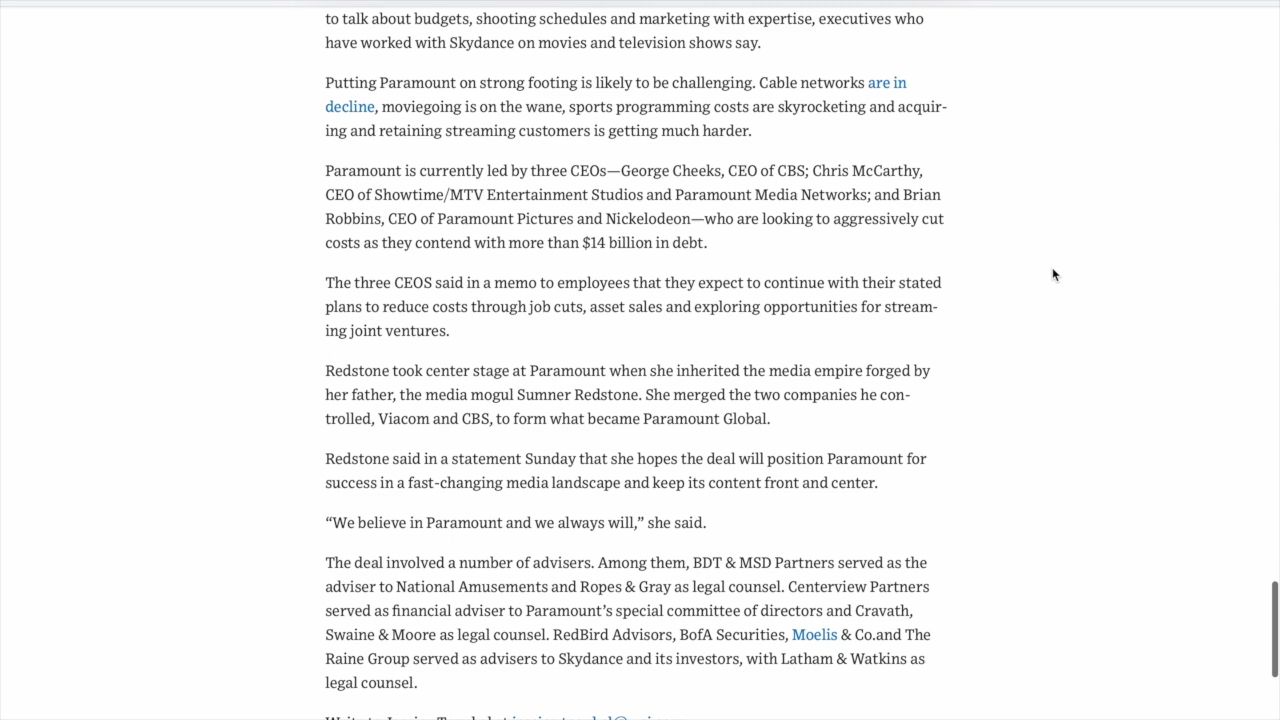 to talk about budgets, shooting schedules and marketing with expertise, executives who
have worked with Skydance on movies and television shows say.
Putting Paramount on strong footing is likely to be challenging. Cable networks are in
decline, moviegoing is on the wane, sports programming costs are skyrocketing and acquir-
ing and retaining streaming customers is getting much harder.
Paramount is currently led by three CEOs—George Cheeks, CEO of CBS; Chris McCarthy,
CEO of Showtime/MTV Entertainment Studios and Paramount Media Networks; and Brian
Robbins, CEO of Paramount Pictures and Nickelodeon—who are looking to aggressively cut
costs as they contend with more than $14 billion in debt.
The three CEOS said in a memo to employees that they expect to continue with their stated
plans to reduce costs through job cuts, asset sales and exploring opportunities for stream-
ing joint ventures.
Redstone took center stage at Paramount when she inherited the media empire forged by
her father, the media mogul Sumner Redstone. She merged the two companies he con-
trolled, Viacom and CBS, to form what became Paramount Global.
Redstone said in a statement Sunday that she hopes the deal will position Paramount for
success in a fast-changing media landscape and keep its content front and center.
“We believe in Paramount and we always will,” she said.
The deal involved a number of advisers. Among them, BDT & MSD Partners served as the
adviser to National Amusements and Ropes & Gray as legal counsel. Centerview Partners
served as financial adviser to Paramount’s special committee of directors and Cravath,
Swaine & Moore as legal counsel. RedBird Advisors, BofA Securities, Moelis & Co.and The
Raine Group served as advisers to Skydance and its investors, with Latham & Watkins as
legal counsel.